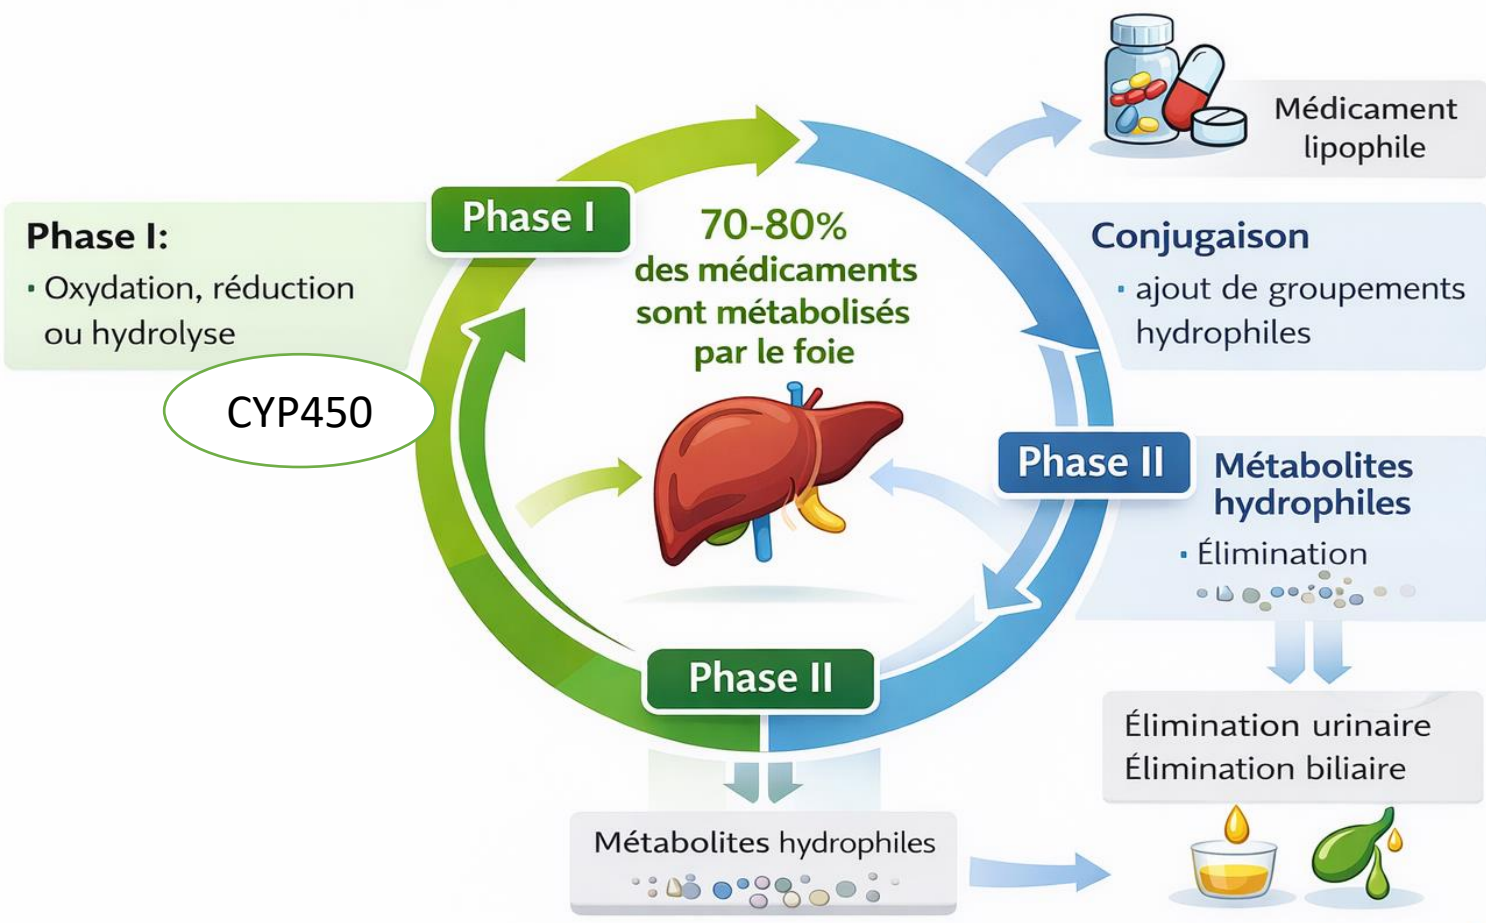 Médicament
lipophile
Phase I
Phase I:
· Oxydation, réduction
ou hydrolyse
CYP450
70-80%
des médicaments
sont métabolisés
par le foie
Conjugaison
· ajout de groupements
hydrophiles
Phase II
Métabolites
hydrophiles
· Élimination
Phase II
Élimination urinaire
Élimination biliaire
Métabolites hydrophiles